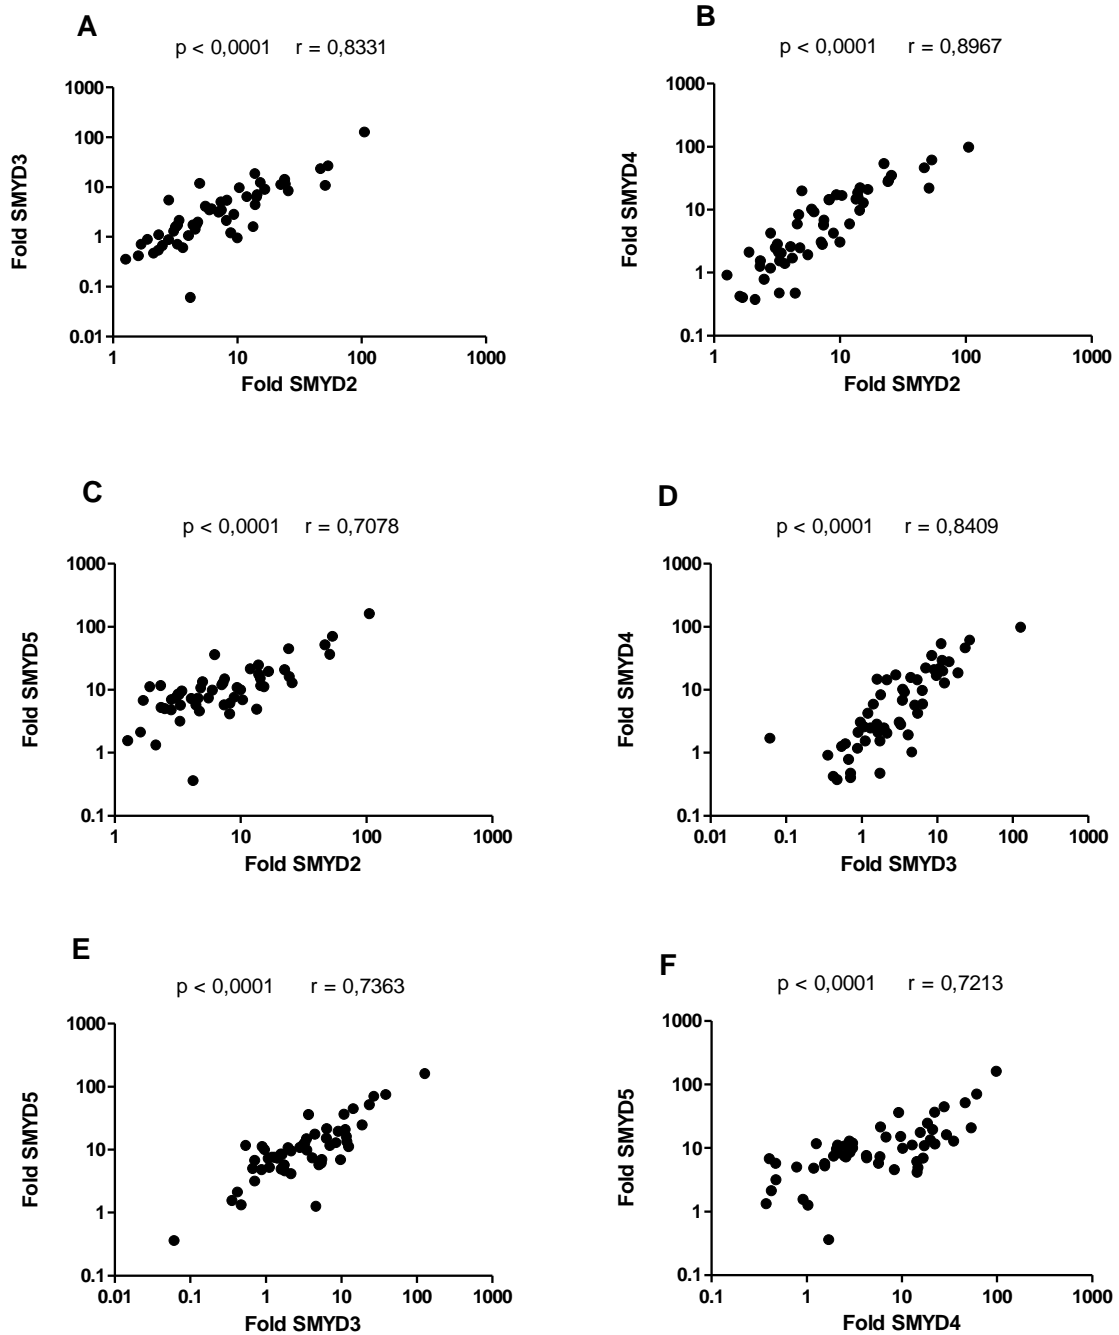 A
p < 0,0001 r = 0,8331
1000
100
10
1
0.1
0.01
Fold SMYD3
1 10 100 1000
Fold SMYD2
B
p < 0,0001 r = 0,8967
1000
100
10
1
0.1
Fold SMYD4
1 10 100 1000
Fold SMYD2
C
p < 0,0001 r = 0,7078
1000
100
10
1
0.1
Fold SMYD5
1 10 100 1000
Fold SMYD2
D
p < 0,0001 r = 0,8409
1000
100
10
1
0.1
Fold SMYD4
0.01 0.1 1 10 100 1000
Fold SMYD3
E
p < 0,0001 r = 0,7363
1000
100
10
1
0.1
Fold SMYD5
0.01 0.1 1 10 100 1000
Fold SMYD3
F
p < 0,0001 r = 0,7213
1000
100
10
1
0.1
Fold SMYD5
0.1 1 10 100 1000
Fold SMYD4